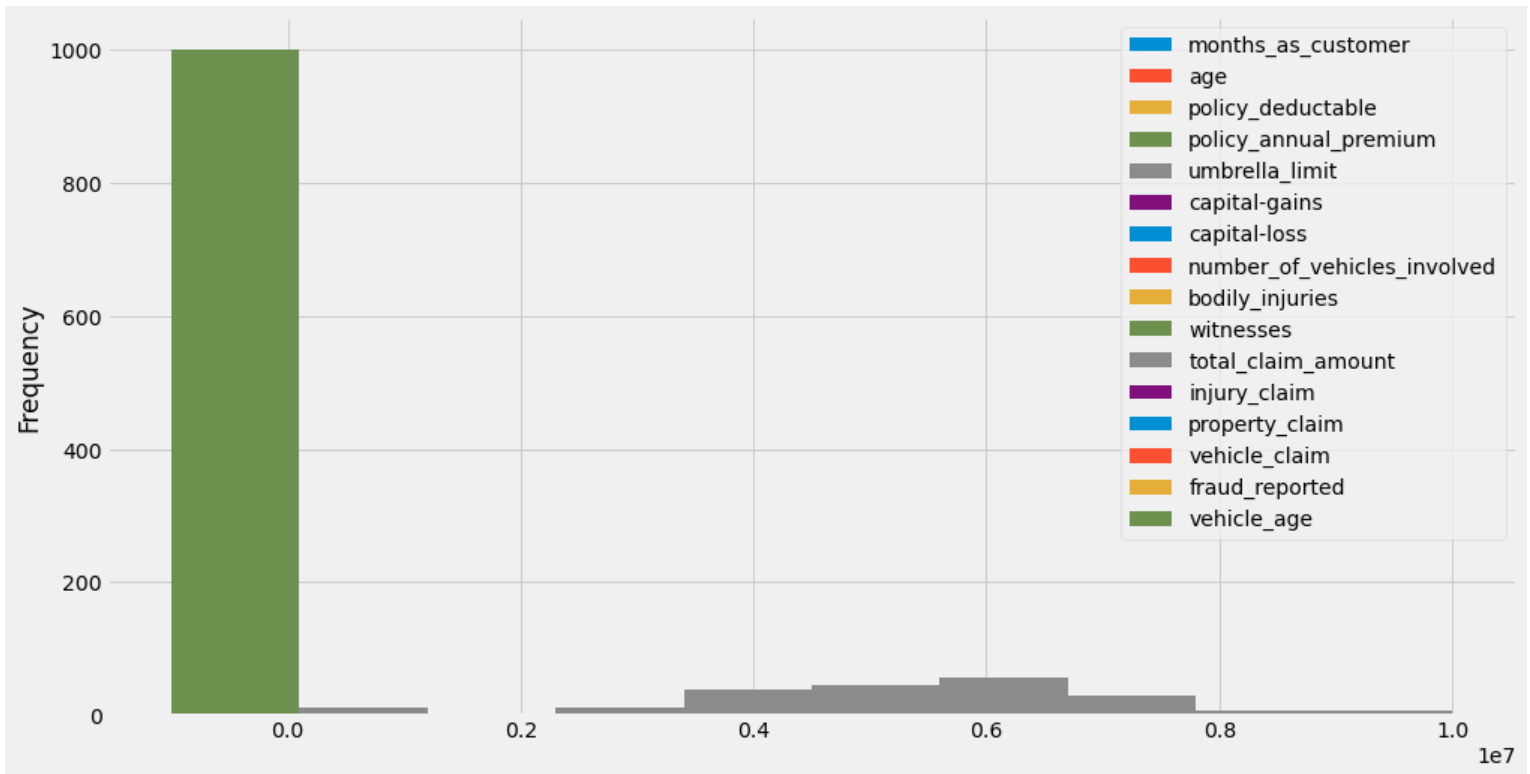 1000
800
600
400
200
0
Frequency
0.0 0.2 0.4 0.6 0.8 1.0
1e7
months_as_customer
age
policy_deductable
policy_annual_premium
umbrella_limit
capital-gains
capital-loss
number_of_vehicles_involved
bodily_injuries
witnesses
total_claim_amount
injury_claim
property_claim
vehicle_claim
fraud_reported
vehicle_age